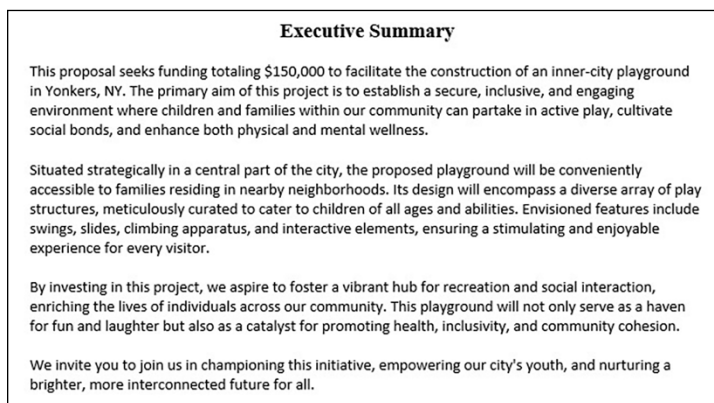 Executive Summary
This proposal seeks funding totaling $150,000 to facilitate the construction of an inner-city playground
in Yonkers, NY. The primary aim of this project is to establish a secure, inclusive, and engaging
environment where children and families within our community can partake in active play, cultivate
social bonds, and enhance both physical and mental wellness.
Situated strategically in a central part of the city, the proposed playground will be conveniently
accessible to families residing in nearby neighborhoods. Its design will encompass a diverse array of play
structures, meticulously curated to cater to children of all ages and abilities. Envisioned features include
swings, slides, climbing apparatus, and interactive elements, ensuring a stimulating and enjoyable
experience for every visitor.
By investing in this project, we aspire to foster a vibrant hub for recreation and social interaction,
enriching the lives of individuals across our community. This playground will not only serve as a haven
for fun and laughter but also as a catalyst for promoting health, inclusivity, and community cohesion.
We invite you to join us in championing this initiative, empowering our city's youth, and nurturing a
brighter, more interconnected future for all.